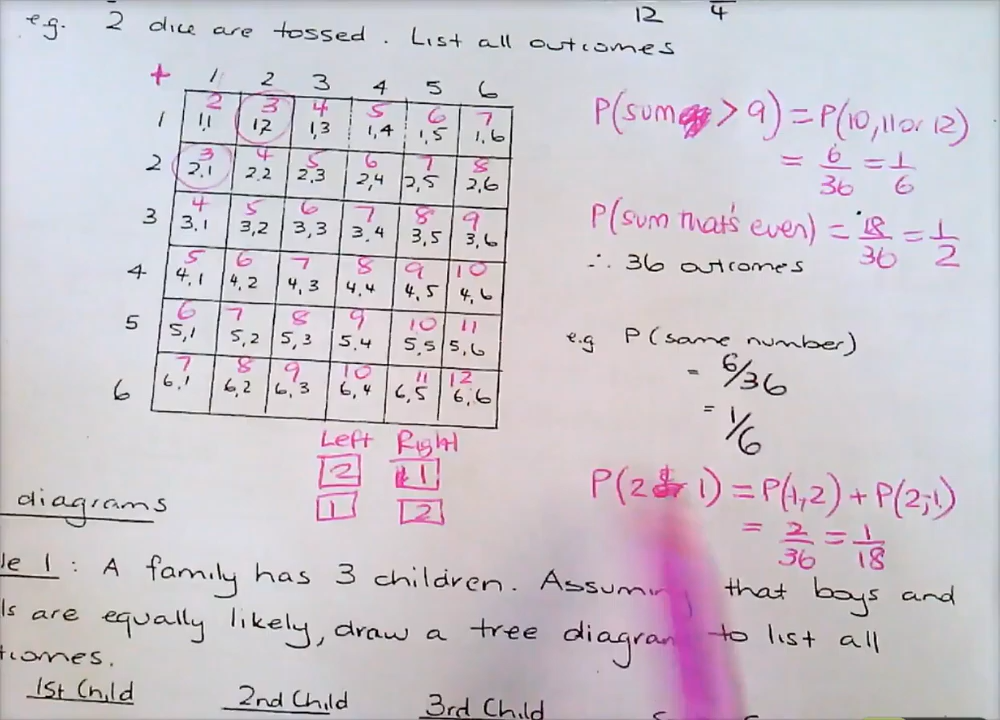 12 4
e.g. 2 dice are tossed. List all outcomes
+ 1 2 3 4 5 6
2 3 4 5 6 7
1 1,1 1,2 1,3 1,4 1,5 1,6
3 4 5 6 7 8
2 2,1 2,2 2,3 2,4 2,5 2,6
4 5 6 7 8 9
3 3,1 3,2 3,3 3,4 3,5 3,6
5 6 7 8 9 10
4 4,1 4,2 4,3 4,4 4,5 4,6
6 7 8 9 10 11
5 5,1 5,2 5,3 5,4 5,5 5,6
7 8 9 10 11 12
6 6,1 6,2 6,3 6,4 6,5 6,6
Left Right
2 1
1 2
P(sum > 9) = P(10, 11 or 12)
= 6/36 = 1/6
P(sum that's even) = 18/36 = 1/2
∴ 36 outcomes
e.g P(same number)
= 6/36
= 1/6
P(2 & 1) = P(1,2) + P(2,1)
= 2/36 = 1/18
diagrams
le 1 : A family has 3 children. Assuming that boys and
ls are equally likely, draw a tree diagram to list all
tcomes.
1st Child 2nd Child 3rd Child